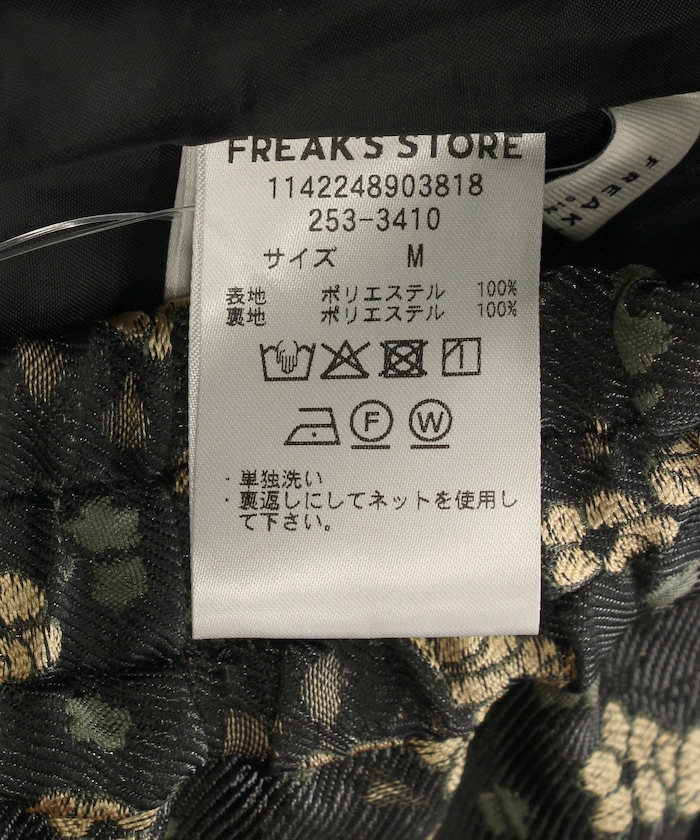 FREAK'S STORE
1142248903818
253-3410
サイズ M
表地 ポリエステル 100%
裏地 ポリエステル 100%
F W
・単独洗い
・裏返しにしてネットを使用し
て下さい。
FREAK